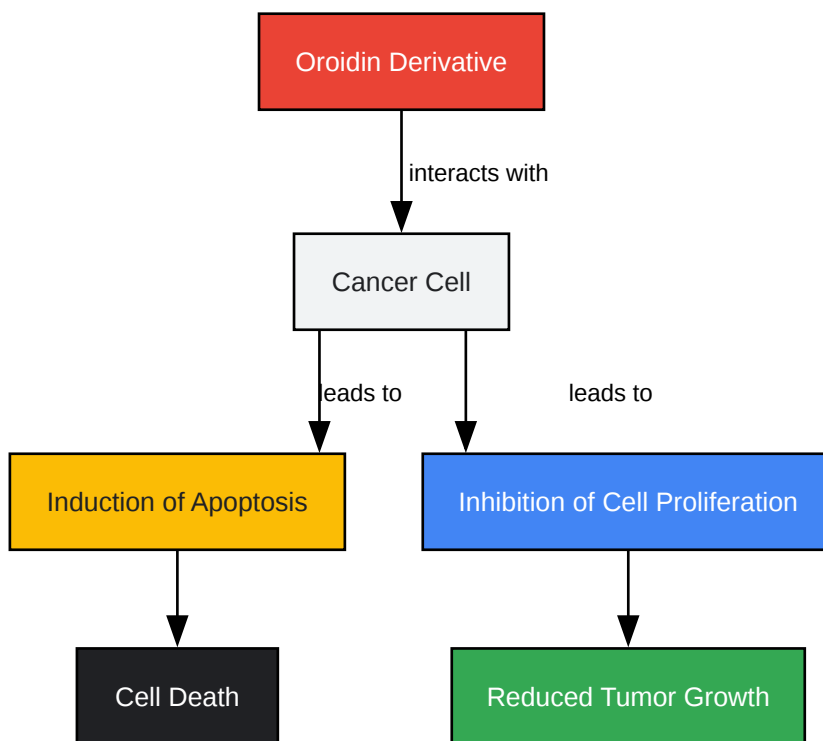 Oroidin Derivative
interacts with
Cancer Cell
leads to
leads to
Induction of Apoptosis
Inhibition of Cell Proliferation
Cell Death
Reduced Tumor Growth